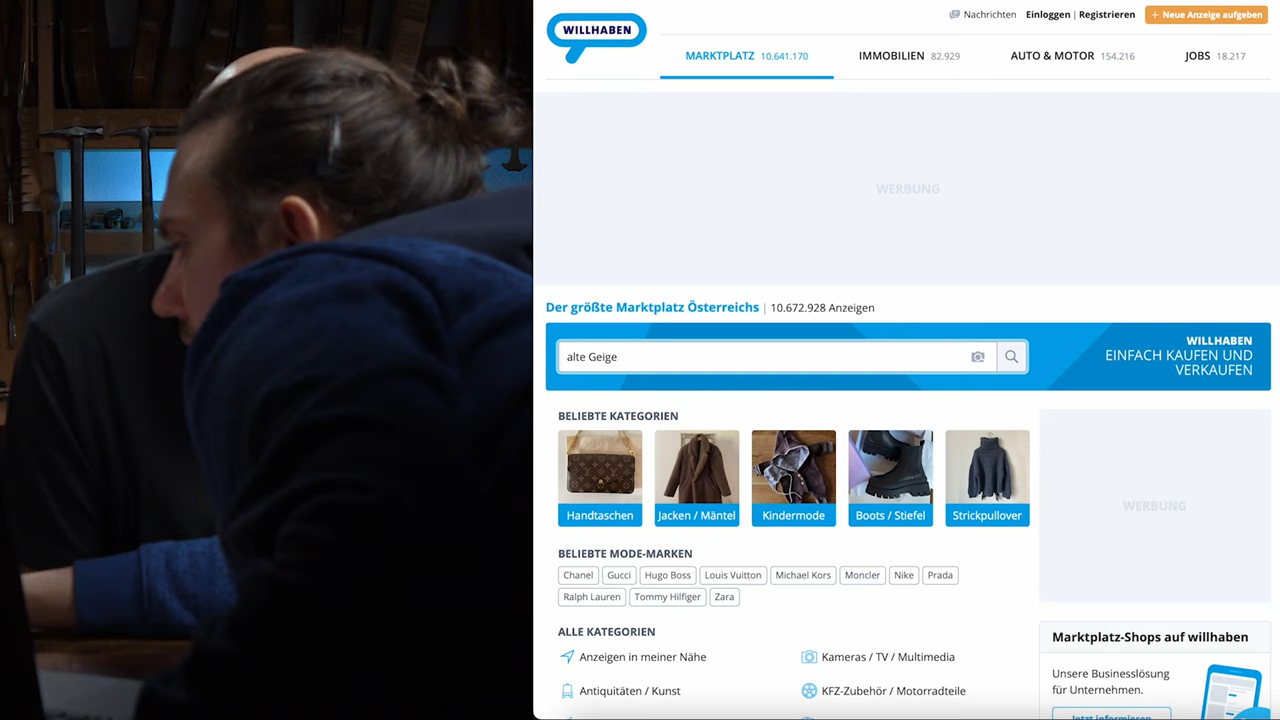 WILLHABEN
Nachrichten Einloggen | Registrieren + Neue Anzeige aufgeben
MARKTPLATZ 10.641.170 IMMOBILIEN 82.929 AUTO & MOTOR 154.216 JOBS 18.217
WERBUNG
Der größte Marktplatz Österreichs | 10.672.928 Anzeigen
alte Geige
WILLHABEN
EINFACH KAUFEN UND
VERKAUFEN
BELIEBTE KATEGORIEN
Handtaschen Jacken / Mäntel Kindermode Boots / Stiefel Strickpullover
WERBUNG
BELIEBTE MODE-MARKEN
Chanel Gucci Hugo Boss Louis Vuitton Michael Kors Moncler Nike Prada
Ralph Lauren Tommy Hilfiger Zara
ALLE KATEGORIEN
Anzeigen in meiner Nähe Kameras / TV / Multimedia
Antiquitäten / Kunst KFZ-Zubehör / Motorradteile
Marktplatz-Shops auf willhaben
Unsere Businesslösung
für Unternehmen.
Jetzt informieren